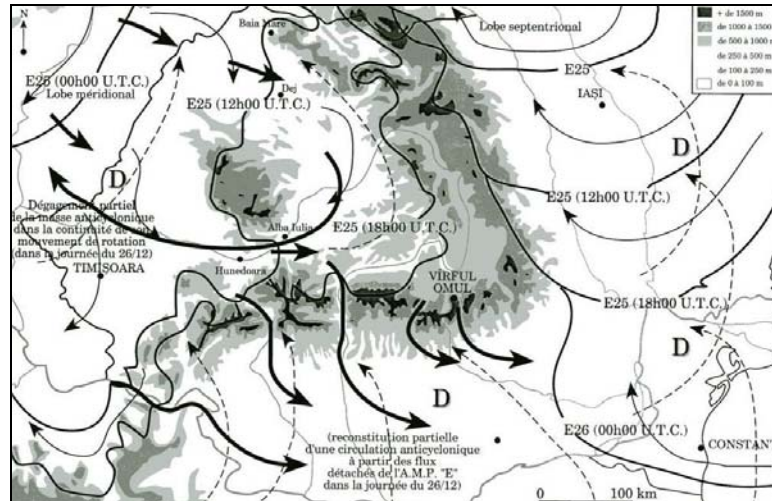 N
Baia Mare
Lobe septentrional
+ de 1500 m
de 1000 à 1500
de 500 à 1000 m
de 250 à 500 m
de 100 à 250 m
de 0 à 100 m
E25 (00h00 U.T.C.)
Lobe méridional
Dej
E25 (12h00 U.T.C.)
E25
IAȘI
D
D
Dégagement partiel
de la masse anticyclonique
dans la continuité de son
mouvement de rotation
(dans la journée du 26/12)
TIMIȘOARA
Alba Iulia
E25 (18h00 U.T.C.)
E25 (12h00 U.T.C.)
Hunedoara
VÎRFUL
OMUL
E25 (18h00 U.T.C.)
D
D
(reconstitution partielle
d'une circulation anticyclonique
à partir des flux
détachés de l'A.M.P. "E"
dans la journée du 26/12)
E26 (00h00 U.T.C.)
CONSTANT
0 100 km